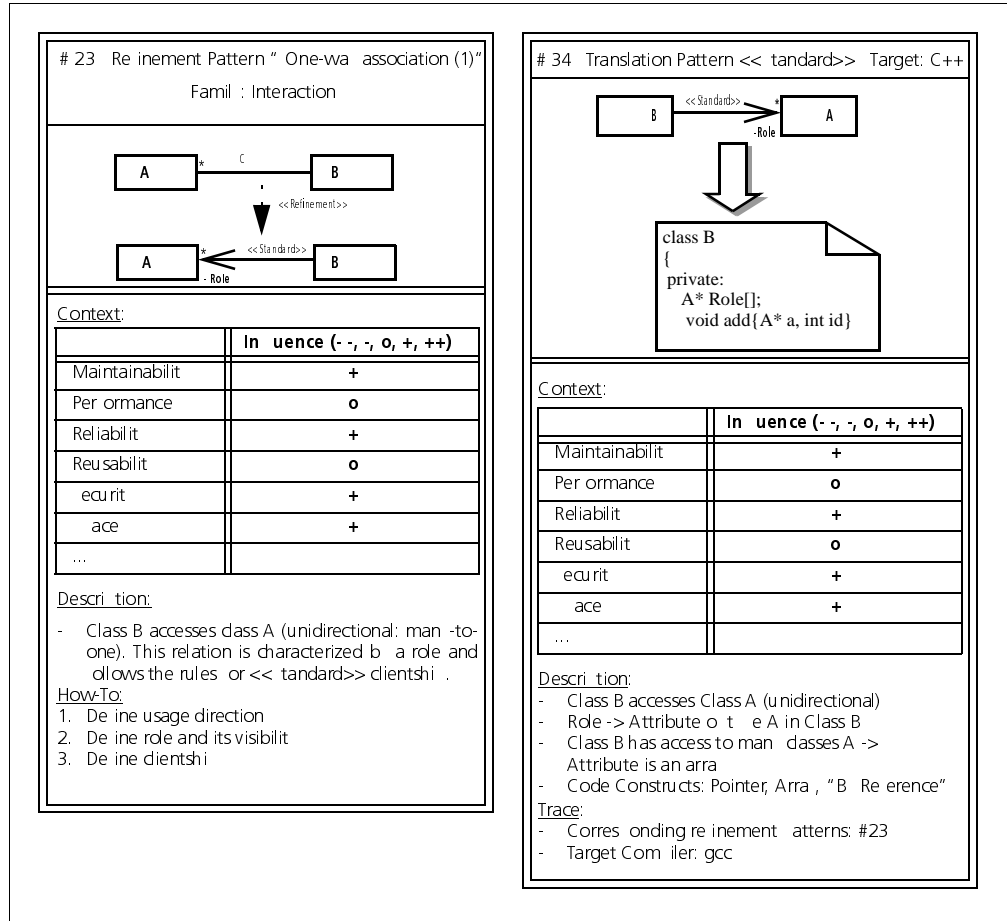 # 23 Re inement Pattern “ One-wa association (1)“
Famil : Interaction
A
*
C
B
<<Refinement>>
A
*
<<Standard>>
B
- Role
Context:
In uence (- -, -, o, +, ++)
Maintainabilit +
Per ormance o
Reliabilit +
Reusabilit o
ecurit +
ace +
...
Descri tion:
- Class B accesses class A (unidirectional: man -to-
one). This relation is characterized b a role and
ollows the rules or << tandard>> clientshi .
How-To:
1. De ine usage direction
2. De ine role and its visibilit
3. De ine clientshi
# 34 Translation Pattern << tandard>> Target: C++
B
<<Standard>>
*
A
- Role
class B
{
private:
A* Role[];
void add{A* a, int id}
Context:
In uence (- -, -, o, +, ++)
Maintainabilit +
Per ormance o
Reliabilit +
Reusabilit o
ecurit +
ace +
...
Descri tion:
- Class B accesses Class A (unidirectional)
- Role -> Attribute o t e A in Class B
- Class B has access to man classes A ->
Attribute is an arra
- Code Constructs: Pointer, Arra , “B Re erence”
Trace:
- Corres onding re inement atterns: #23
- Target Com iler: gcc